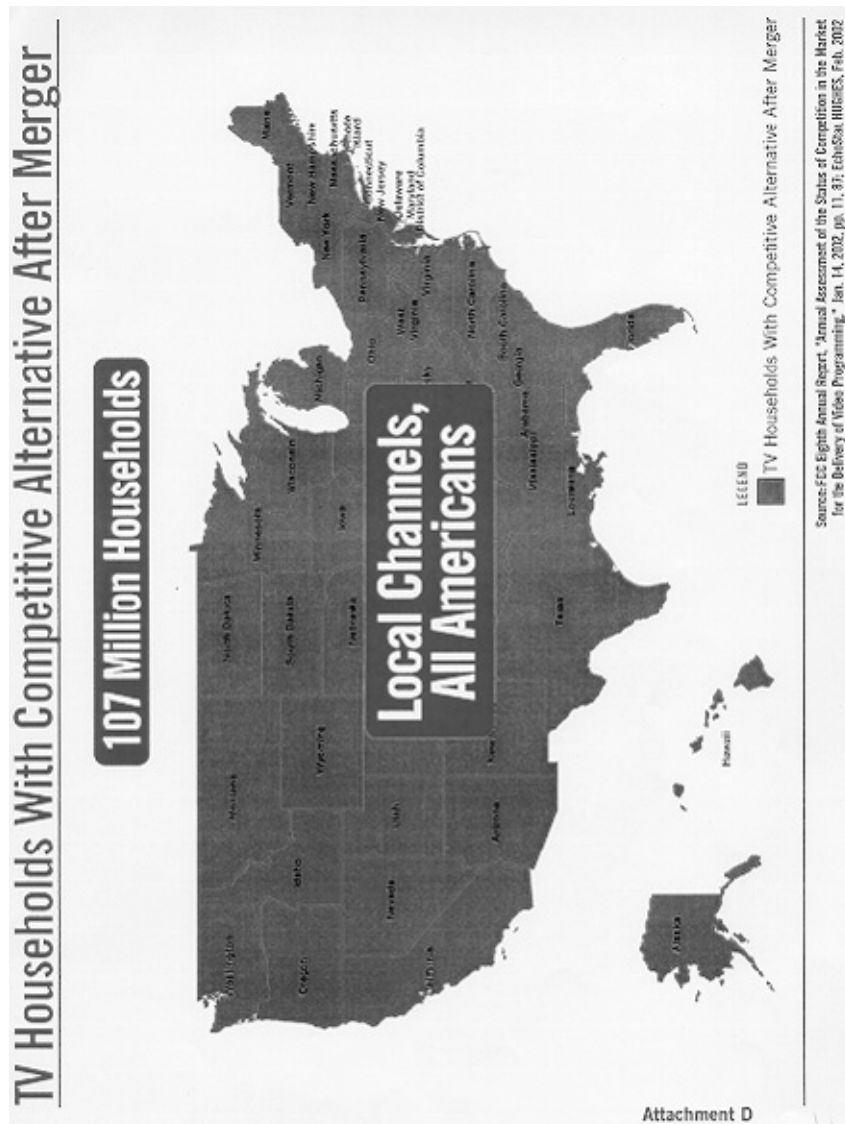 TV Households With Competitive Alternative After Merger
107 Million Households
Local Channels,
All Americans
Washington
Oregon
Idaho
Montana
Wyoming
Nevada
Utah
Arizona
North Dakota
South Dakota
Nebraska
Minnesota
Iowa
Wisconsin
Michigan
Ohio
Texas
Louisiana
Mississippi
Alabama
Georgia
South Carolina
North Carolina
Virginia
West
Virginia
Pennsylvania
New York
Vermont
Maine
New Hampshire
Massachusetts
Island
Connecticut
New Jersey
Delaware
Maryland
District of Columbia
Alaska
Hawaii
LEGEND
TV Households With Competitive Alternative After Merger
Source: FCC Eighth Annual Report, "Annual Assessment of the Status of Competition in the Market
for the Delivery of Video Programming," Jan. 14, 2002, pp. 11, 87; EchoStar, HUGHES, Feb. 2002
Attachment D